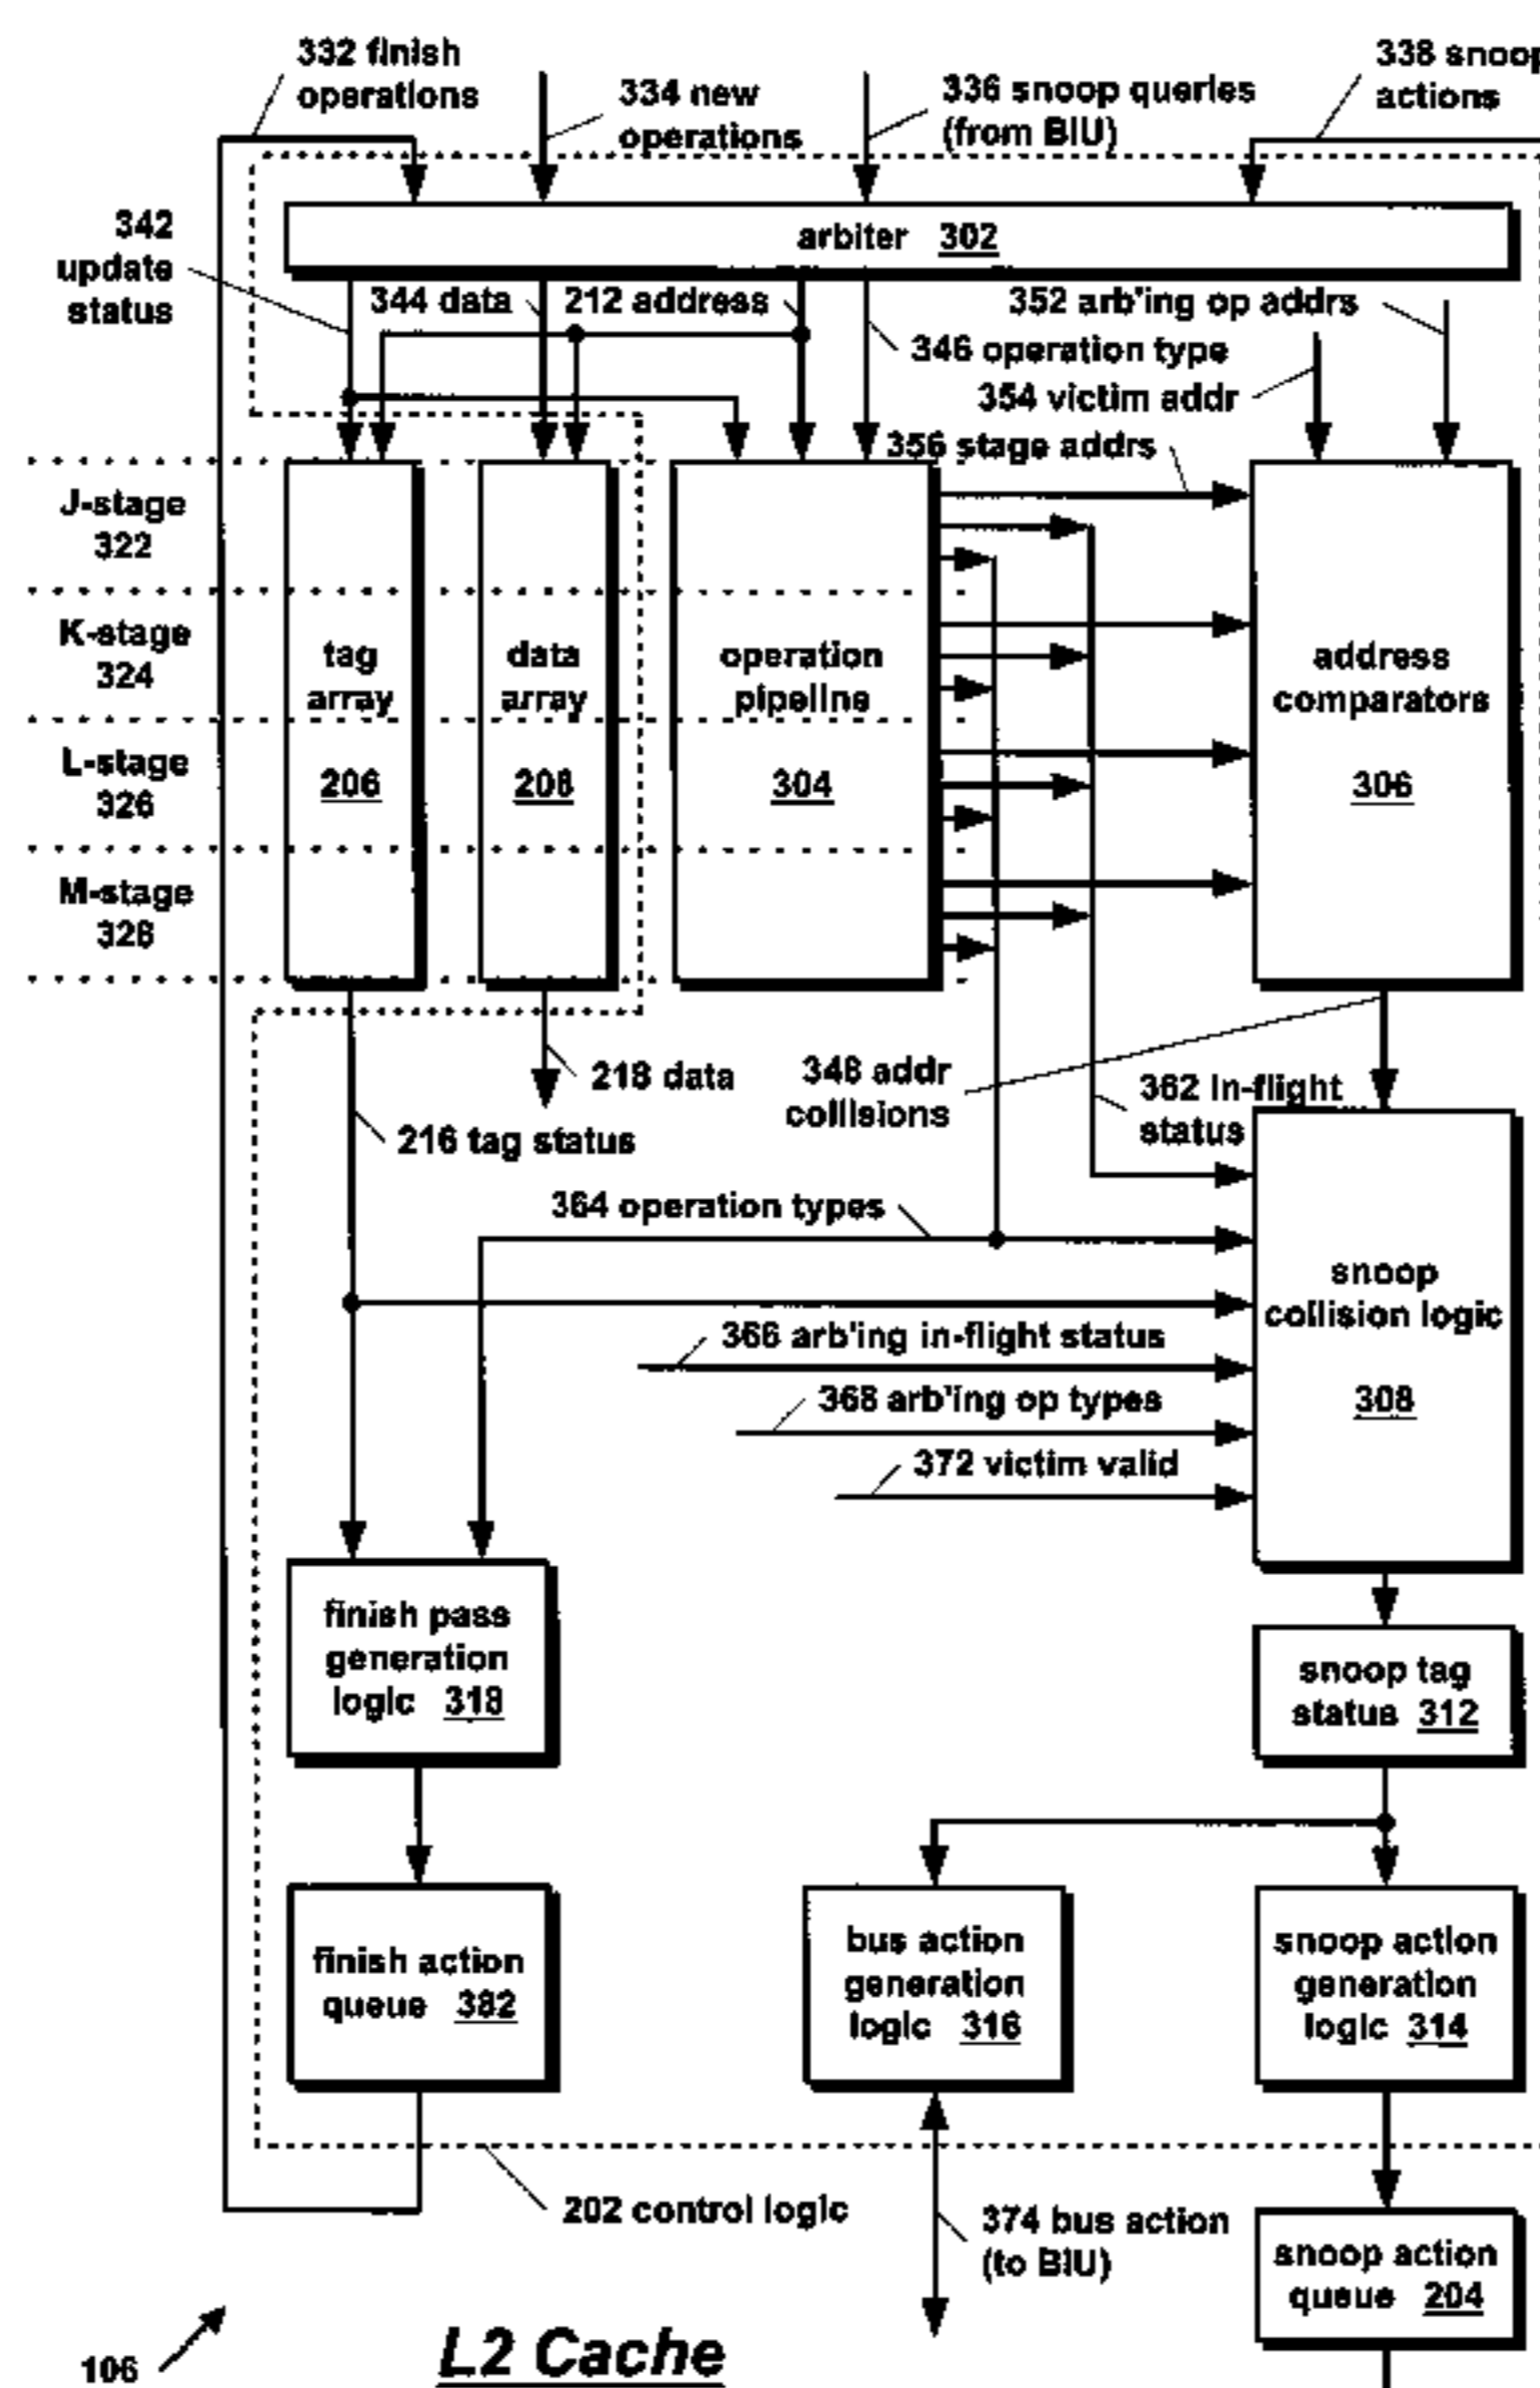 332 finish
operations
334 new
operations
336 snoop queries
(from BIU)
338 snoop
actions
arbiter 302
342
update
status
344 data
212 address
352 arb'ing op addrs
346 operation type
354 victim addr
356 stage addrs
J-stage
322
K-stage
324
L-stage
326
M-stage
328
tag
array
206
data
array
208
operation
pipeline
304
address
comparators
306
218 data
348 addr
collisions
362 in-flight
status
216 tag status
364 operation types
snoop
collision logic
308
366 arb'ing in-flight status
368 arb'ing op types
372 victim valid
finish pass
generation
logic 318
snoop tag
status 312
finish action
queue 382
bus action
generation
logic 316
snoop action
generation
logic 314
202 control logic
374 bus action
(to BIU)
snoop action
queue 204
106
L2 Cache